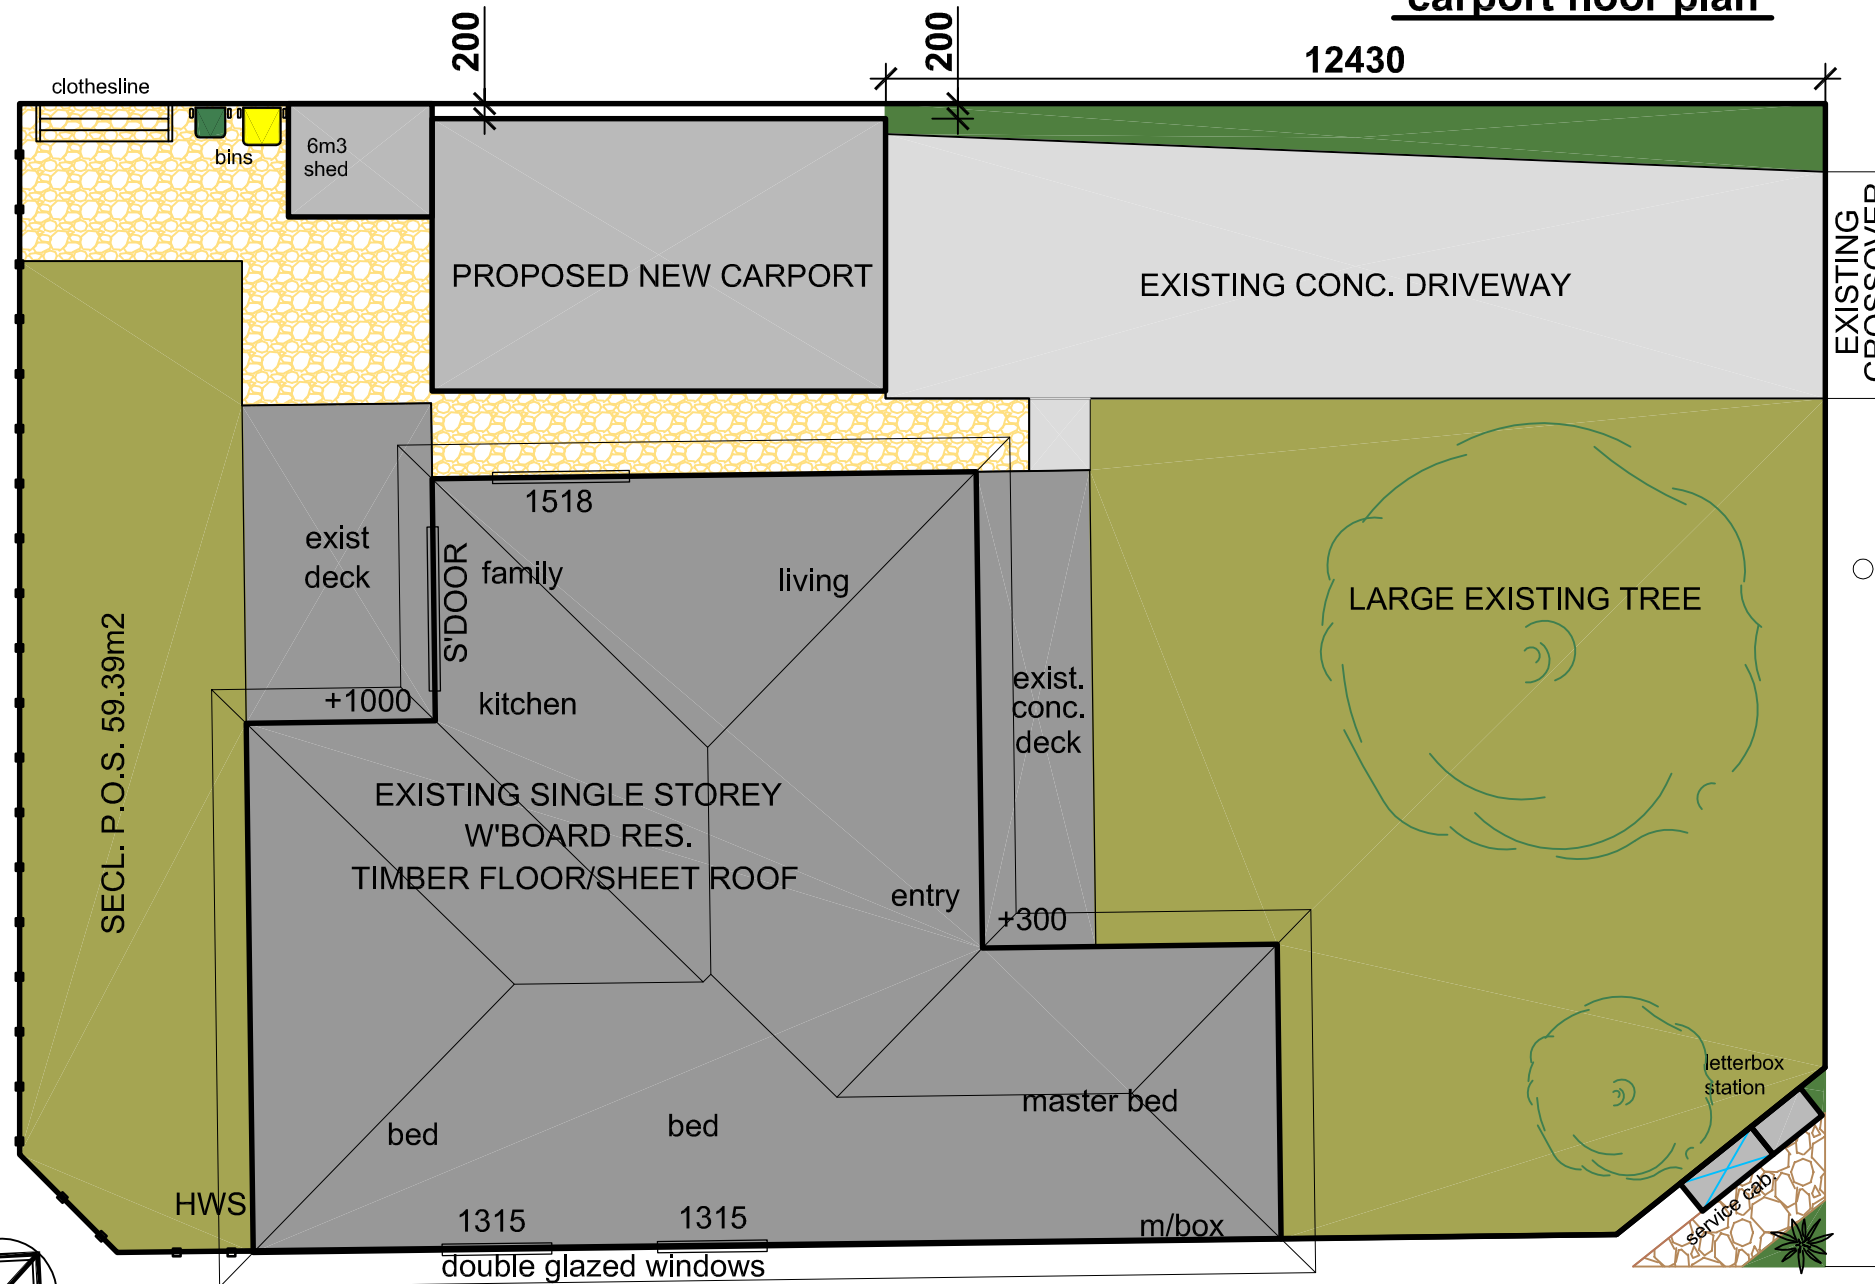 carport floor plan
200
200
12430
clothesline
bins
6m3
shed
PROPOSED NEW CARPORT
EXISTING CONC. DRIVEWAY
EXISTING
CROSSOVER
1518
exist
deck
S'DOOR
family
living
LARGE EXISTING TREE
SECL. P.O.S. 59.39m2
+1000
kitchen
exist.
conc.
deck
EXISTING SINGLE STOREY
W'BOARD RES.
TIMBER FLOOR/SHEET ROOF
entry
+300
letterbox
station
master bed
bed
bed
service cab.
HWS
1315
1315
m/box
double glazed windows